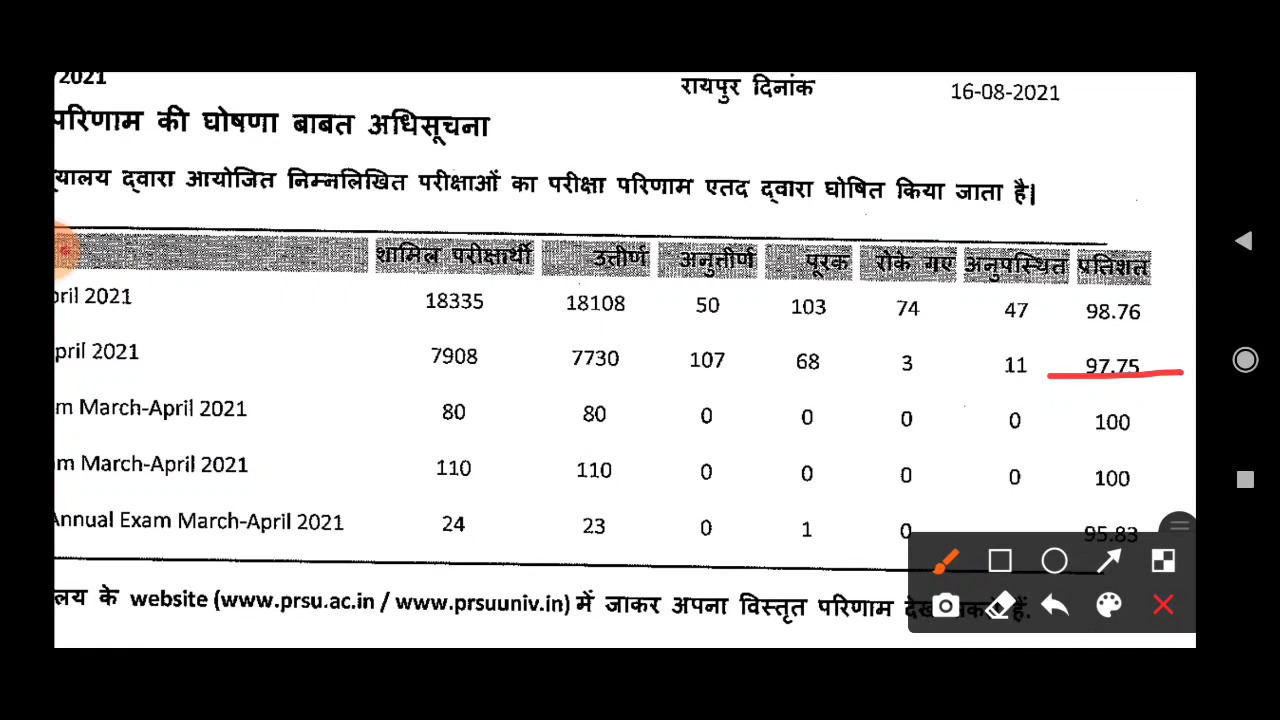 2021 रायपुर दिनांक 16-08-2021
परिणाम की घोषणा बाबत अधिसूचना
यालय द्वारा आयोजित निम्नलिखित परीक्षाओं का परीक्षा परिणाम एतद द्वारा घोषित किया जाता है|
शामिल परीक्षार्थी उत्तीर्ण अनुतीर्ण पूरक रोके गए अनुपस्थित प्रतिशत
pril 2021 18335 18108 50 103 74 47 98.76
pril 2021 7908 7730 107 68 3 11 97.75
m March-April 2021 80 80 0 0 0 0 100
am March-April 2021 110 110 0 0 0 0 100
Annual Exam March-April 2021 24 23 0 1 0 95.83
लय के website (www.prsu.ac.in / www.prsuuniv.in) में जाकर अपना विस्तृत परिणाम हैं.